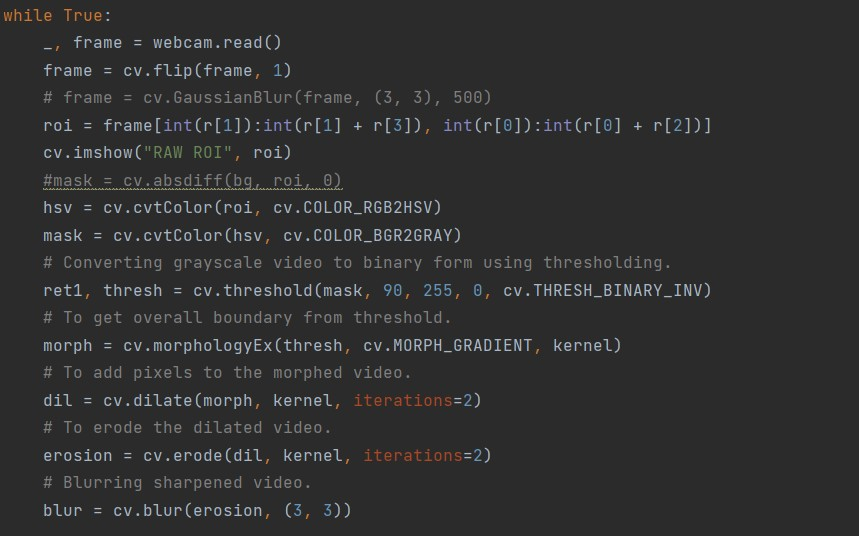 while True:
    _, frame = webcam.read()
    frame = cv.flip(frame, 1)
    # frame = cv.GaussianBlur(frame, (3, 3), 500)
    roi = frame[int(r[1]):int(r[1] + r[3]), int(r[0]):int(r[0] + r[2])]
    cv.imshow("RAW ROI", roi)
    #mask = cv.absdiff(bg, roi, 0)
    hsv = cv.cvtColor(roi, cv.COLOR_RGB2HSV)
    mask = cv.cvtColor(hsv, cv.COLOR_BGR2GRAY)
    # Converting grayscale video to binary form using thresholding.
    ret1, thresh = cv.threshold(mask, 90, 255, 0, cv.THRESH_BINARY_INV)
    # To get overall boundary from threshold.
    morph = cv.morphologyEx(thresh, cv.MORPH_GRADIENT, kernel)
    # To add pixels to the morphed video.
    dil = cv.dilate(morph, kernel, iterations=2)
    # To erode the dilated video.
    erosion = cv.erode(dil, kernel, iterations=2)
    # Blurring sharpened video.
    blur = cv.blur(erosion, (3, 3))